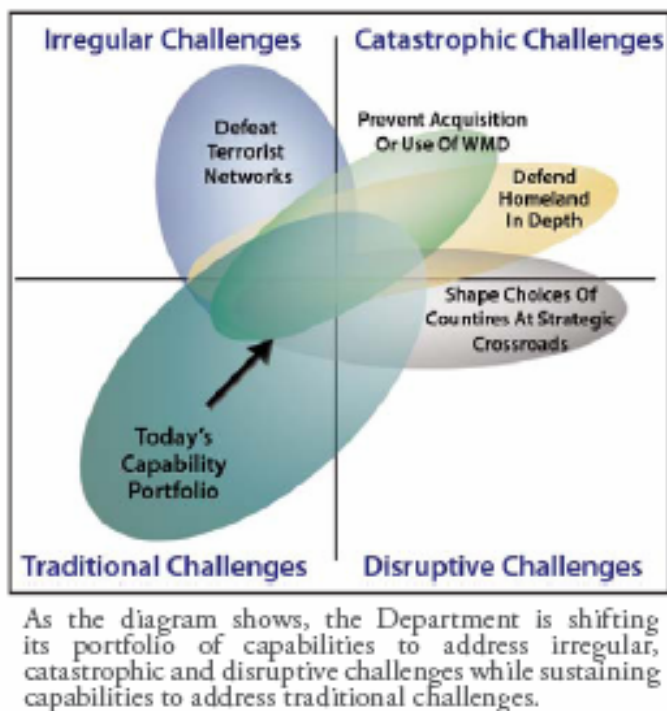 Irregular Challenges
Catastrophic Challenges
Defeat
Terrorist
Networks
Prevent Acquisition
Or Use Of WMD
Defend
Homeland
In Depth
Shape Choices Of
Countires At Strategic
Crossroads
Today's
Capability
Portfolio
Traditional Challenges
Disruptive Challenges
As the diagram shows, the Department is shifting
its portfolio of capabilities to address irregular,
catastrophic and disruptive challenges while sustaining
capabilities to address traditional challenges.